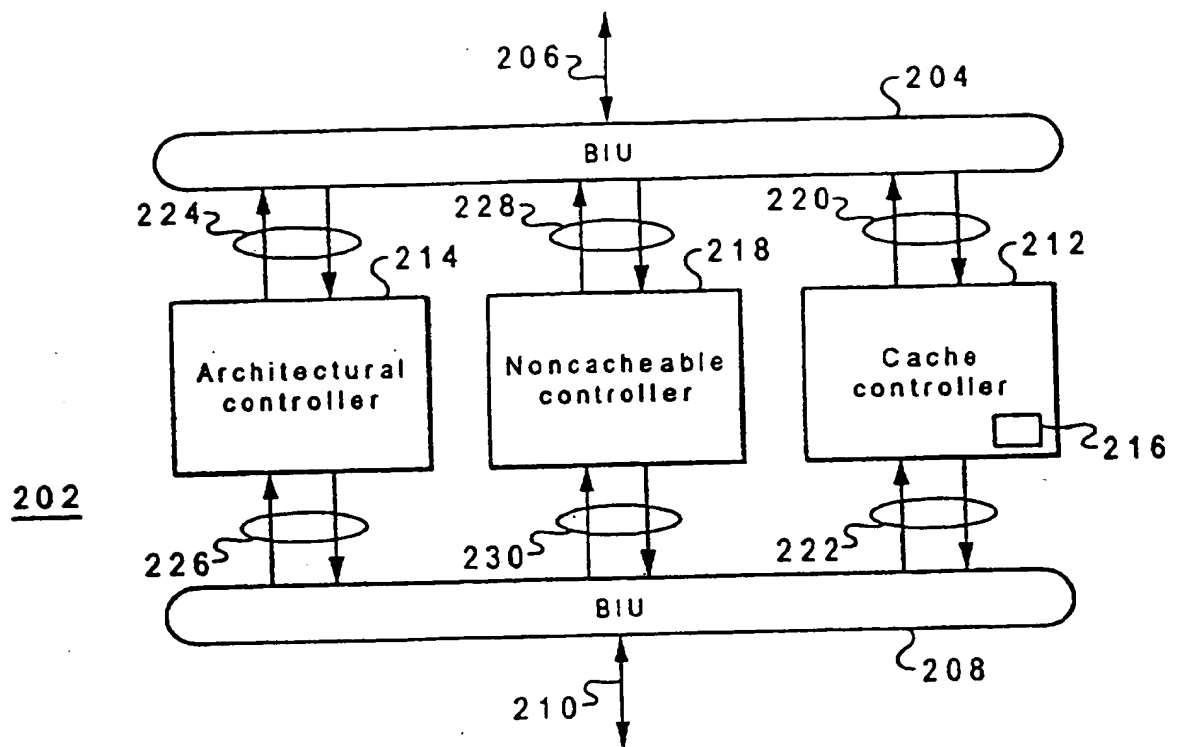 206
204
BIU
224
228
220
214
218
212
Architectural
controller
Noncacheable
controller
Cache
controller
216
202
226
230
222
BIU
208
210